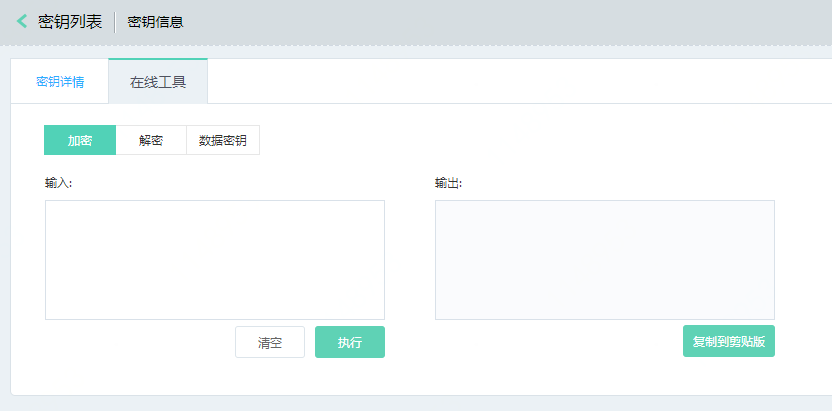 密钥列表 密钥信息
密钥详情 在线工具
加密 解密 数据密钥
输入: 输出:
清空 执行 复制到剪贴版